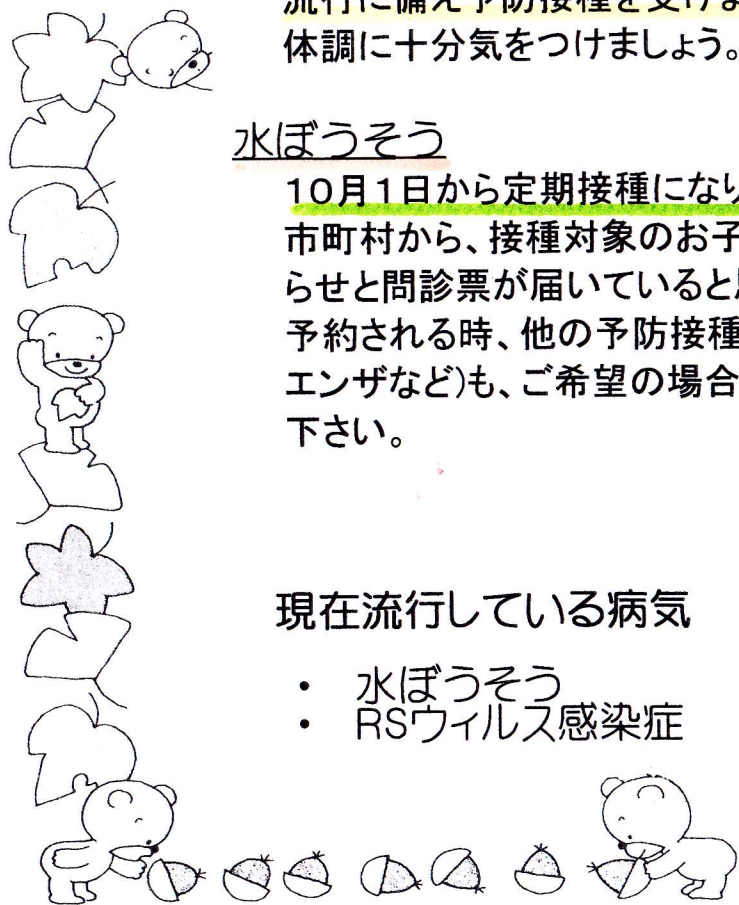 流行に備え予防接種を受けま
体調に十分気をつけましょう。
水ぼうそう
10月1日から定期接種になり
市町村から、接種対象のお子
らせと問診票が届いていると
予約される時、他の予防接種
エンザなど)も、ご希望の場合
下さい。
現在流行している病気
・ 水ぼうそう
・ RSウィルス感染症